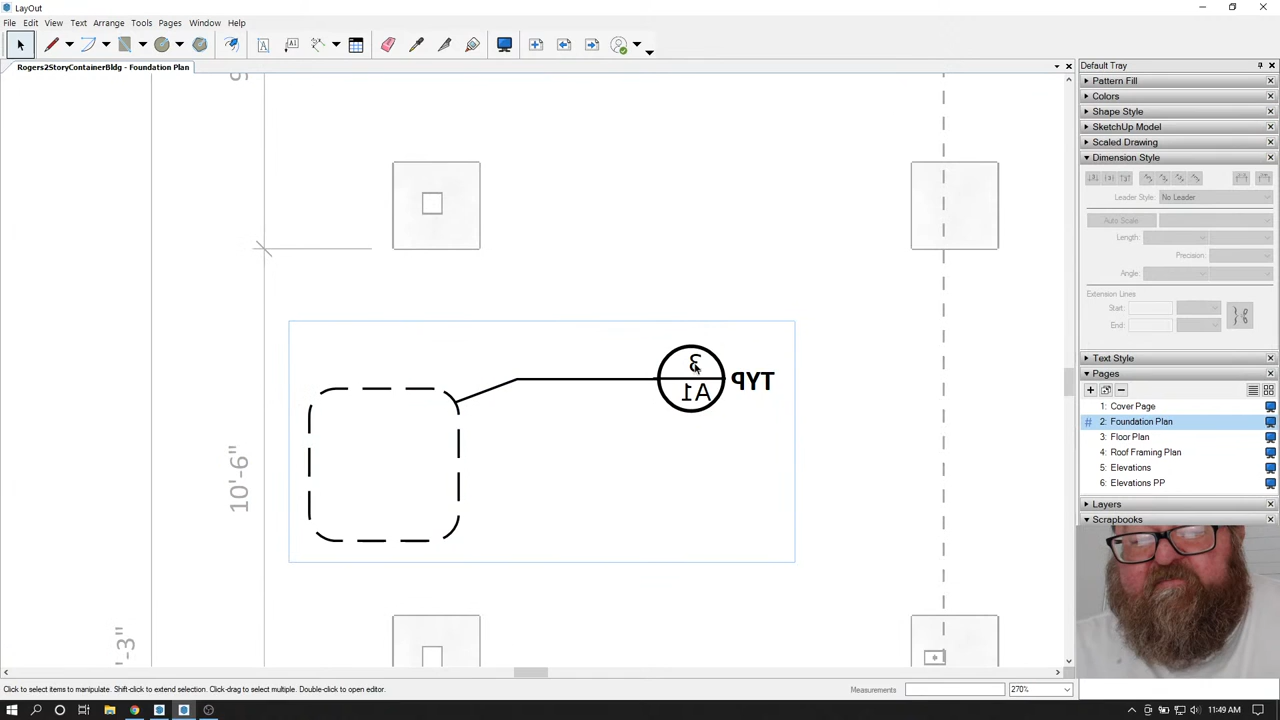 LayOut
File Edit View Text Arrange Tools Pages Window Help
Rogers2StoryContainerBldg - Foundation Plan
Default Tray
Pattern Fill
Colors
Shape Style
SketchUp Model
Scaled Drawing
Dimension Style
Leader Style: No Leader
Auto Scale
Length:
Precision:
Angle:
Extension Lines
Start:
End:
Text Style
Pages
1: Cover Page
# 2: Foundation Plan
3: Floor Plan
4: Roof Framing Plan
5: Elevations
6: Elevations PP
Layers
Scrapbooks
3
A1
TYP
10'-6"
'-3"
Click to select items to manipulate. Shift-click to extend selection. Click-drag to select multiple. Double-click to open editor.
Measurements
270%
11:49 AM